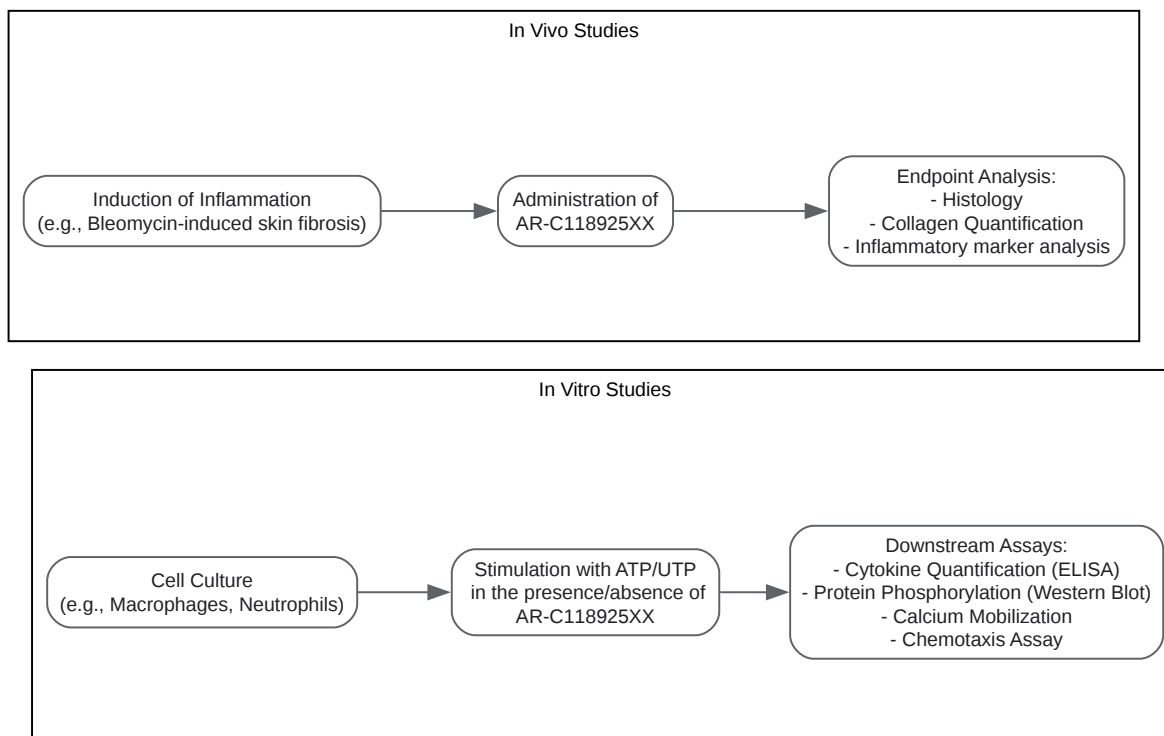 In Vivo Studies
Induction of Inflammation
(e.g., Bleomycin-induced skin fibrosis)
Administration of
AR-C118925XX
Endpoint Analysis:
- Histology
- Collagen Quantification
- Inflammatory marker analysis
In Vitro Studies
Cell Culture
(e.g., Macrophages, Neutrophils)
Stimulation with ATP/UTP
in the presence/absence of
AR-C118925XX
Downstream Assays:
- Cytokine Quantification (ELISA)
- Protein Phosphorylation (Western Blot)
- Calcium Mobilization
- Chemotaxis Assay